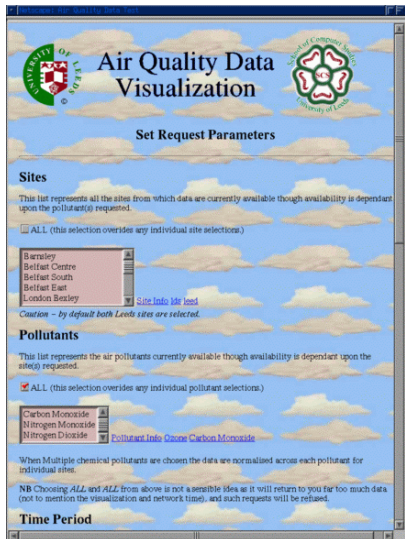 Netscape: Air Quality Data Test
UNIVERSITY OF LEEDS
©
Air Quality Data
Visualization
School of Computer Studies
SCS
University of Leeds
Set Request Parameters
Sites
This list represents all the sites from which data are currently available though availability is dependant
upon the pollutant(s) requested.
ALL (this selection overides any individual site selections.)
Barnsley
Belfast Centre
Belfast South
Belfast East
London Bexley
Site Info Ids leed
Caution – by default both Leeds sites are selected.
Pollutants
This list represents the air pollutants currently available though availability is dependant upon the
site(s) requested.
ALL (this selection overides any individual pollutant selections.)
Carbon Monoxide
Nitrogen Monoxide
Nitrogen Dioxide
Pollutant Info Ozone Carbon Monoxide
When Multiple chemical pollutants are chosen the data are normalised across each pollutant for
individual sites.
NB Choosing ALL and ALL from above is not a sensible idea as it will return to you far too much data
(not to mention the visualization and network time), and such requests will be refused.
Time Period